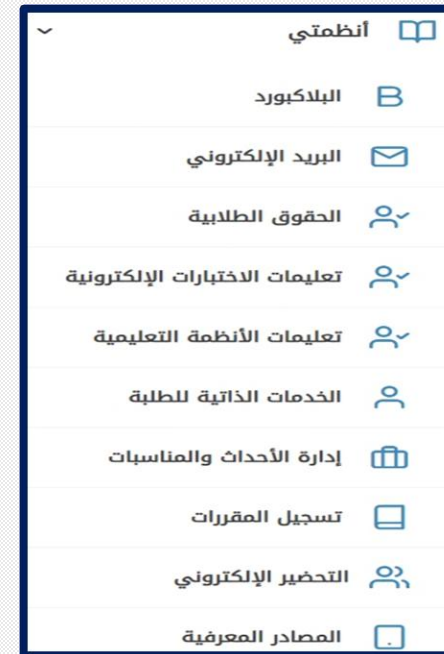 أنظمتي
البلاكبورد
البريد الإلكتروني
الحقوق الطلابية
تعليمات الاختبارات الإلكترونية
تعليمات الأنظمة التعليمية
الخدمات الذاتية للطلبة
إدارة الأحداث والمناسبات
تسجيل المقررات
التحضير الإلكتروني
المصادر المعرفية